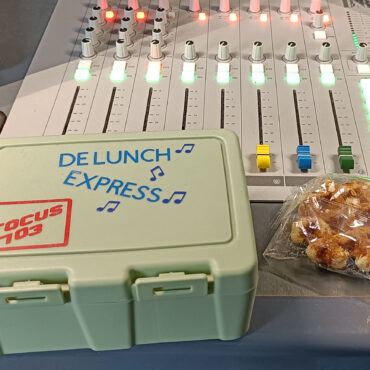 DE LUNCH
EXPRESS
FOCUS
103